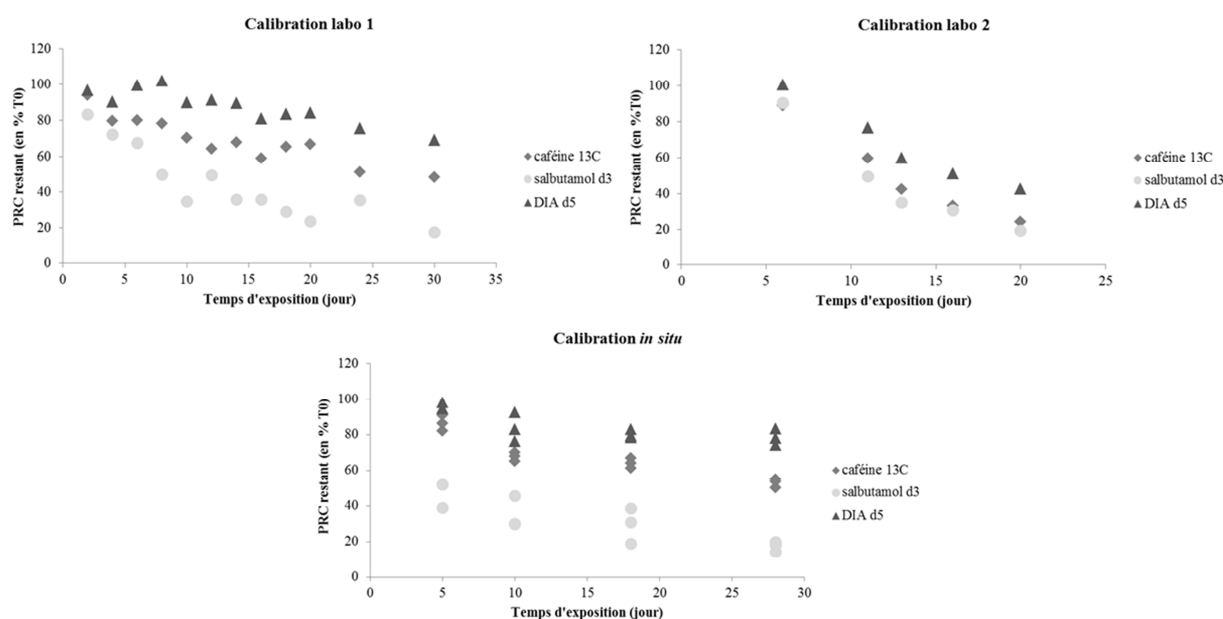 Calibration labo 1
PRC restant (en % T0)
120
100
80
60
40
20
0
0 5 10 15 20 25 30 35
Temps d'exposition (jour)
caféine 13C
salbutamol d3
DIA d5
Calibration labo 2
PRC restant (en % T0)
120
100
80
60
40
20
0
0 5 10 15 20 25
Temps d'exposition (jour)
caféine 13C
salbutamol d3
DIA d5
Calibration in situ
PRC restant (en % T0)
120
100
80
60
40
20
0
0 5 10 15 20 25 30
Temps d'exposition (jour)
caféine 13C
salbutamol d3
DIA d5